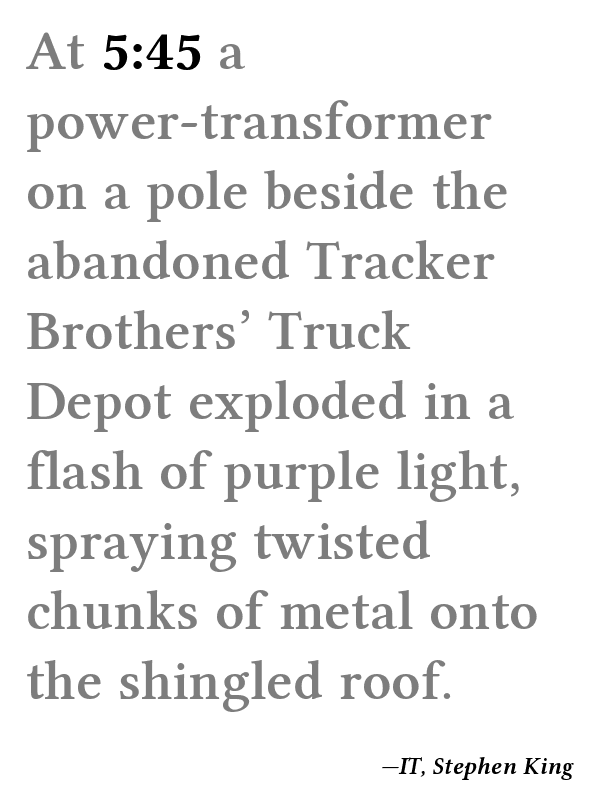 At 5:45 a
power-transformer
on a pole beside the
abandoned Tracker
Brothers’ Truck
Depot exploded in a
flash of purple light,
spraying twisted
chunks of metal onto
the shingled roof.
—IT, Stephen King